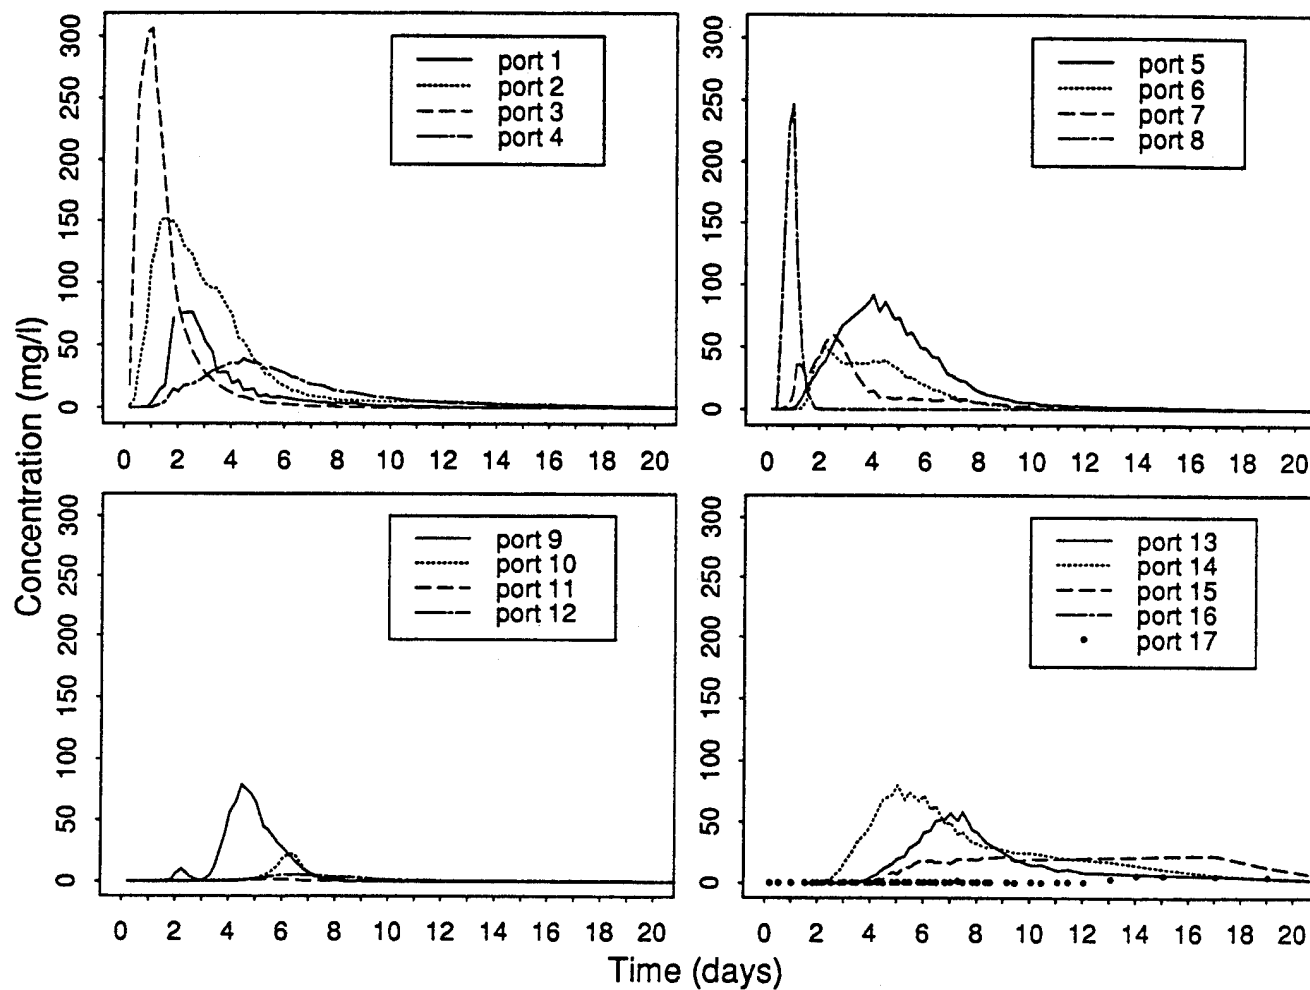 Concentration (mg/l)
300
250
200
150
100
50
0
port 1
port 2
port 3
port 4
0 2 4 6 8 10 12 14 16 18 20
300
250
200
150
100
50
0
port 5
port 6
port 7
port 8
0 2 4 6 8 10 12 14 16 18 20
300
250
200
150
100
50
0
port 9
port 10
port 11
port 12
0 2 4 6 8 10 12 14 16 18 20
300
250
200
150
100
50
0
port 13
port 14
port 15
port 16
port 17
0 2 4 6 8 10 12 14 16 18 20
Time (days)